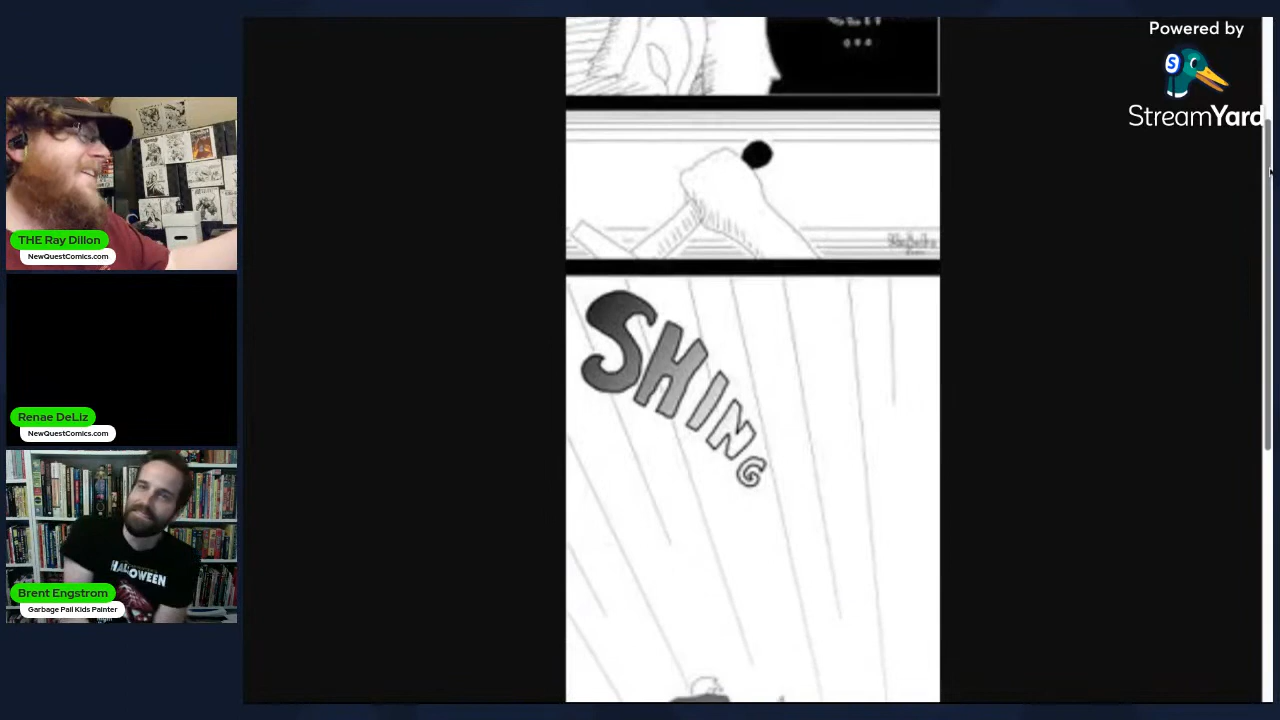 Powered by
StreamYard
THE Ray Dillon
NewQuestComics.com
Renae DeLiz
NewQuestComics.com
HALLOWEEN
Brent Engstrom
Garbage Pail Kids Painter
SHING